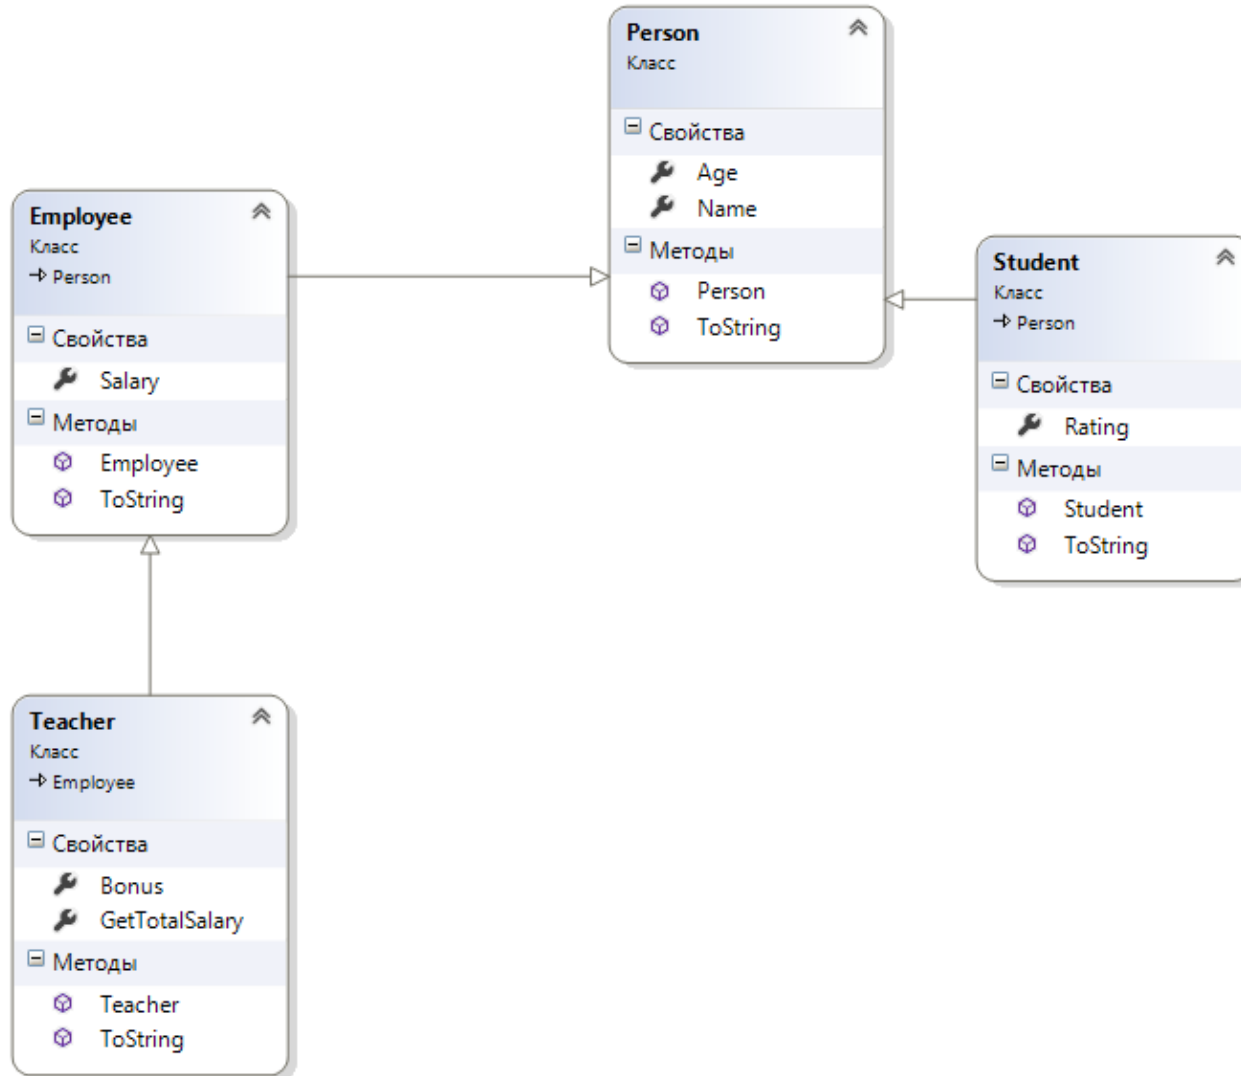 Person
Класс
Свойства
Age
Name
Методы
Person
ToString
Employee
Класс
Person
Свойства
Salary
Методы
Employee
ToString
Student
Класс
Person
Свойства
Rating
Методы
Student
ToString
Teacher
Класс
Employee
Свойства
Bonus
GetTotalSalary
Методы
Teacher
ToString